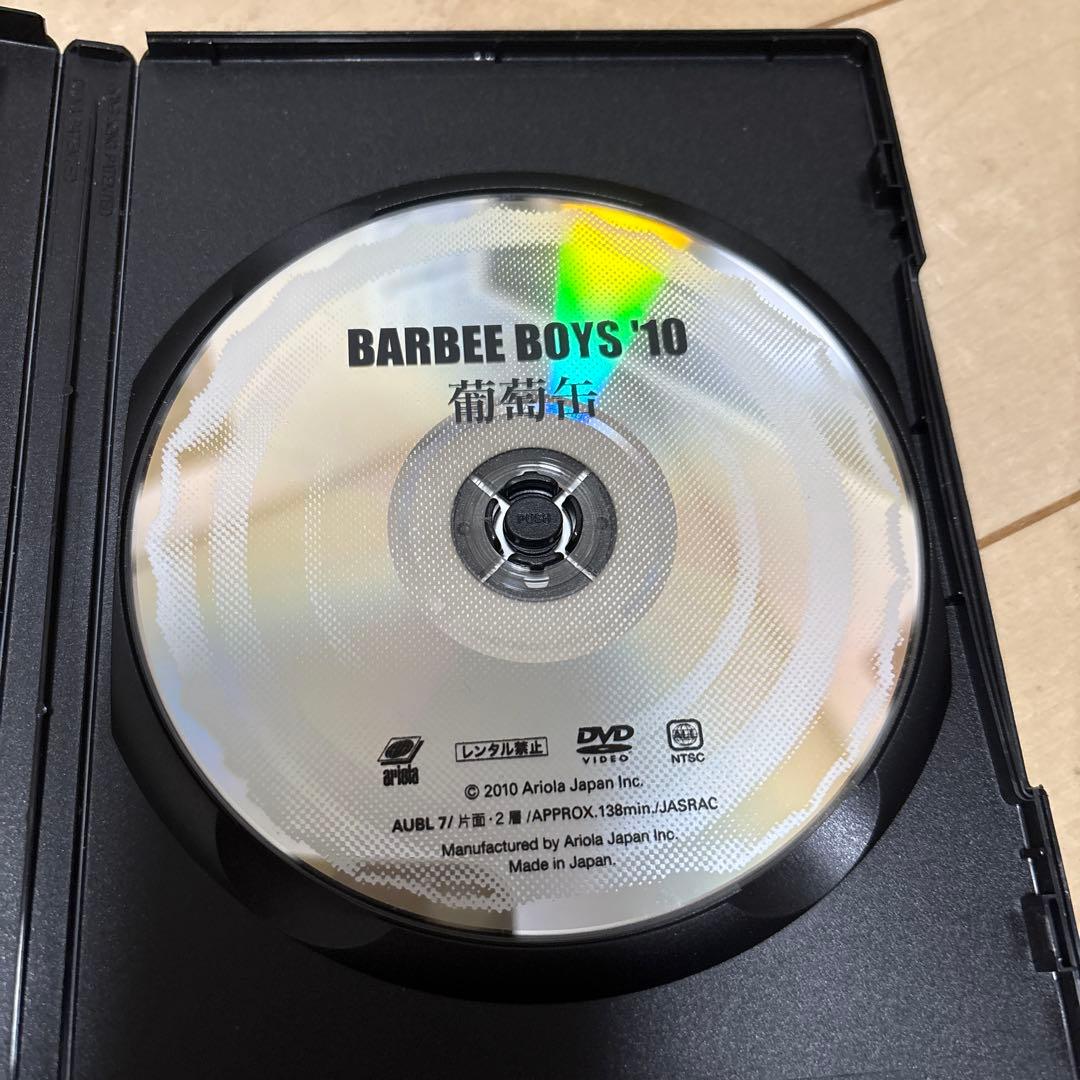 BARBEE BOYS '10
葡萄缶
PUSH
ariola
レンタル禁止
DVD
VIDEO
ALL
NTSC
© 2010 Ariola Japan Inc.
AUBL 7/片面・2層/APPROX.138min./JASRAC
Manufactured by Ariola Japan Inc.
Made in Japan.